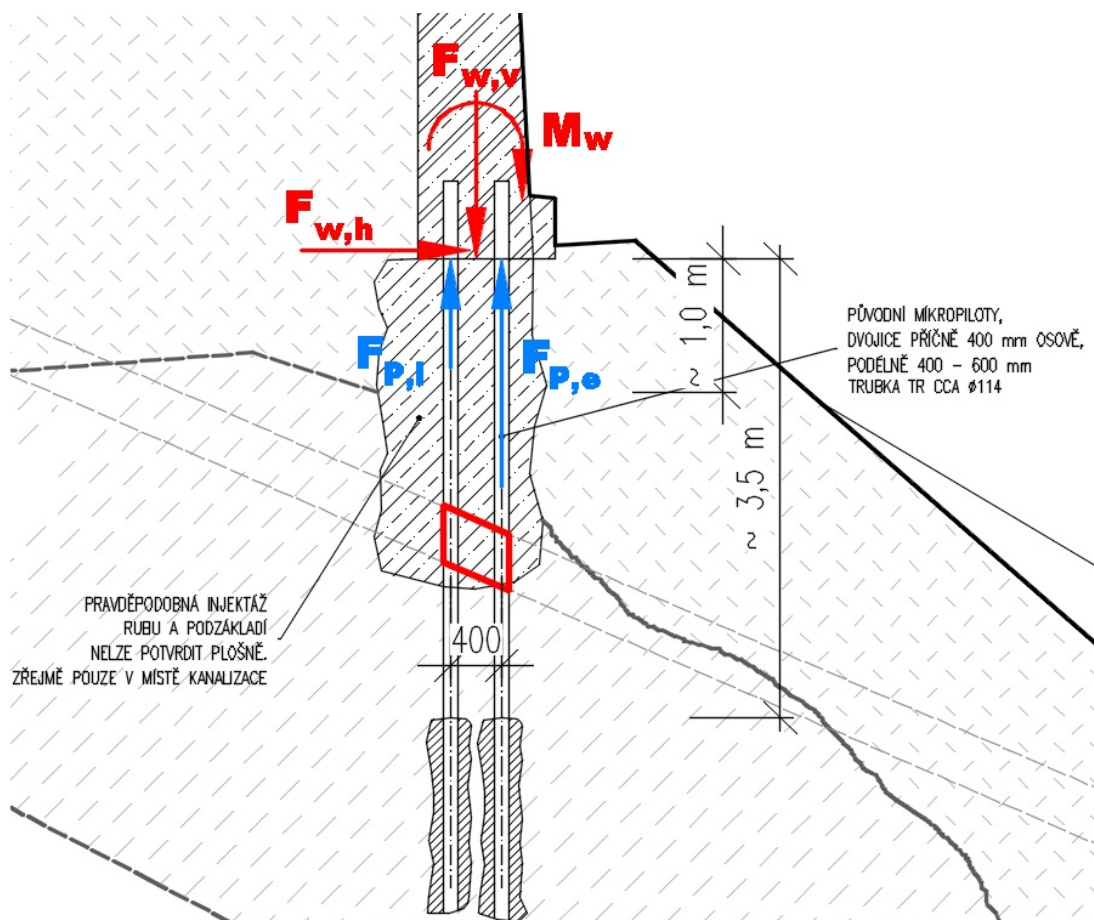 F w,v
M w
F w,h
F p,i
F p,e
~ 1,0 m
~ 3,5 m
PŮVODNÍ MÍKROPILOTY,
DVOJICE PŘÍČNĚ 400 mm OSOVĚ,
PODÉLNĚ 400 - 600 mm
TRUBKA TR CCA ø114
PRAVDĚPODOBNÁ INJEKTÁŽ
RUBU A PODZÁKLADÍ
NELZE POTVRDIT PLOŠNĚ.
ZŘEJMĚ POUZE V MÍSTĚ KANALIZACE
400